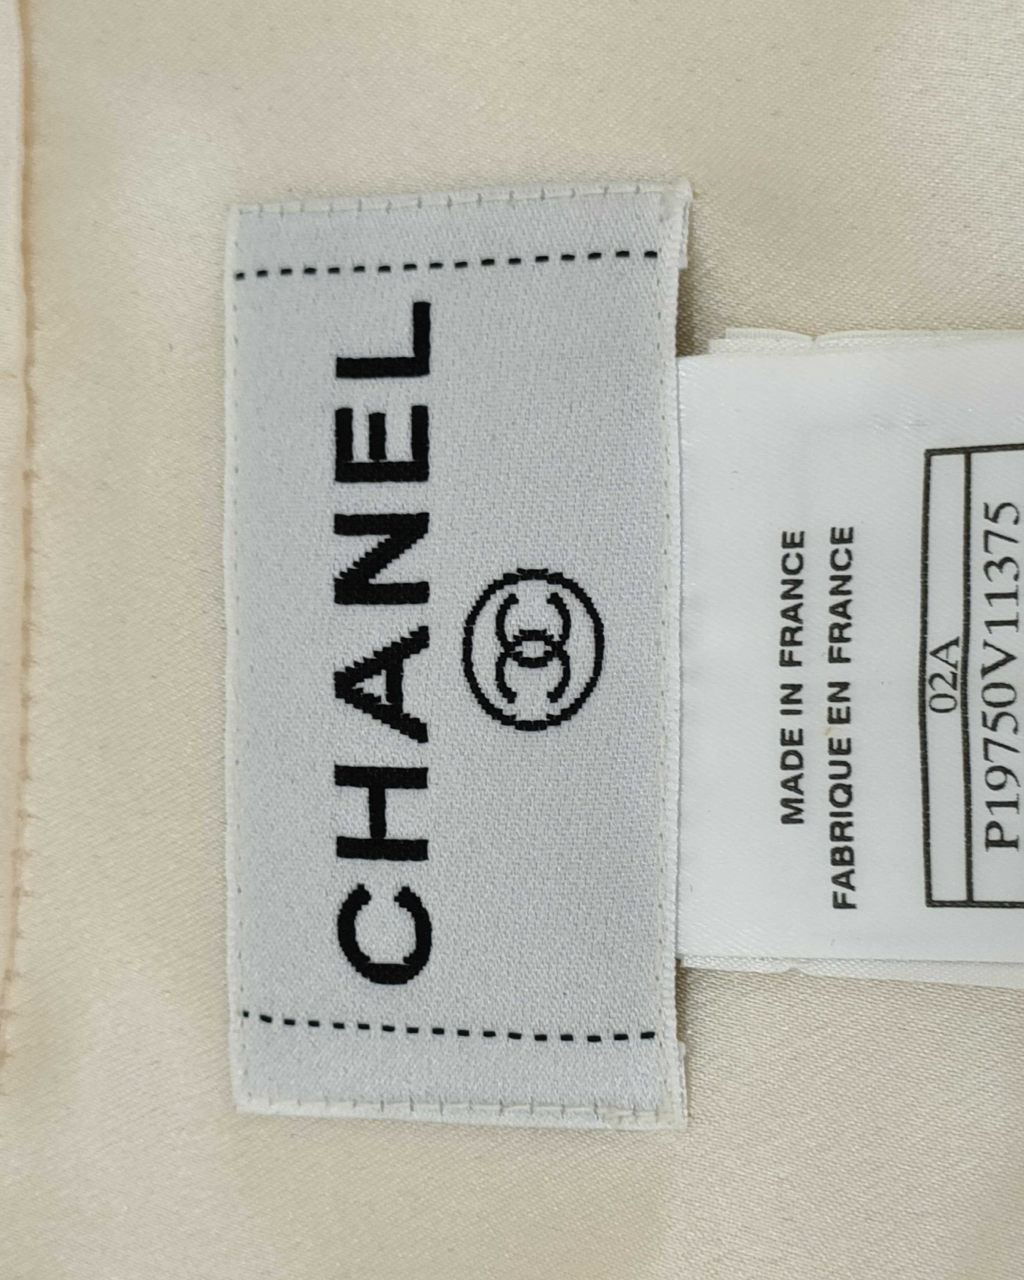 CHANEL
MADE IN FRANCE
FABRIQUE EN FRANCE
02A
P19750V11375